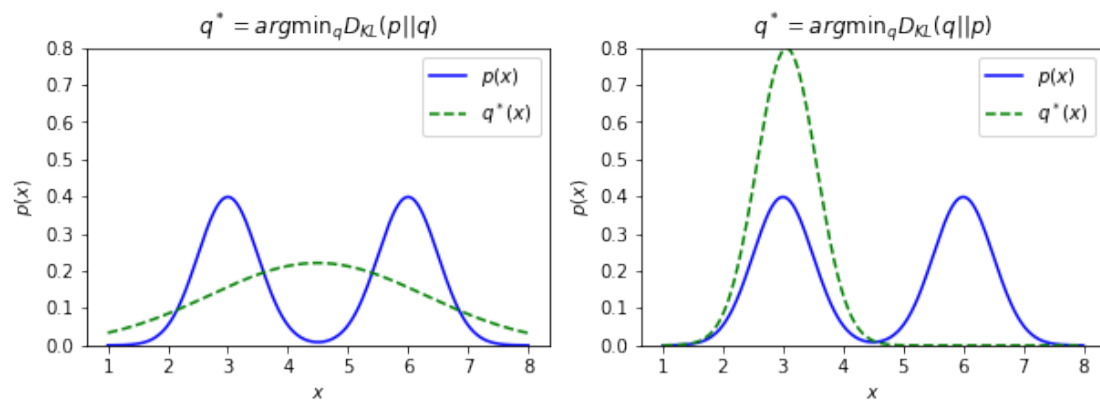 q* = argmin_q D_KL(p||q)
0.8
0.7
0.6
0.5
0.4
0.3
0.2
0.1
0.0
p(x)
p(x)
q*(x)
1 2 3 4 5 6 7 8
x
q* = argmin_q D_KL(q||p)
0.8
0.7
0.6
0.5
0.4
0.3
0.2
0.1
0.0
p(x)
p(x)
q*(x)
1 2 3 4 5 6 7 8
x